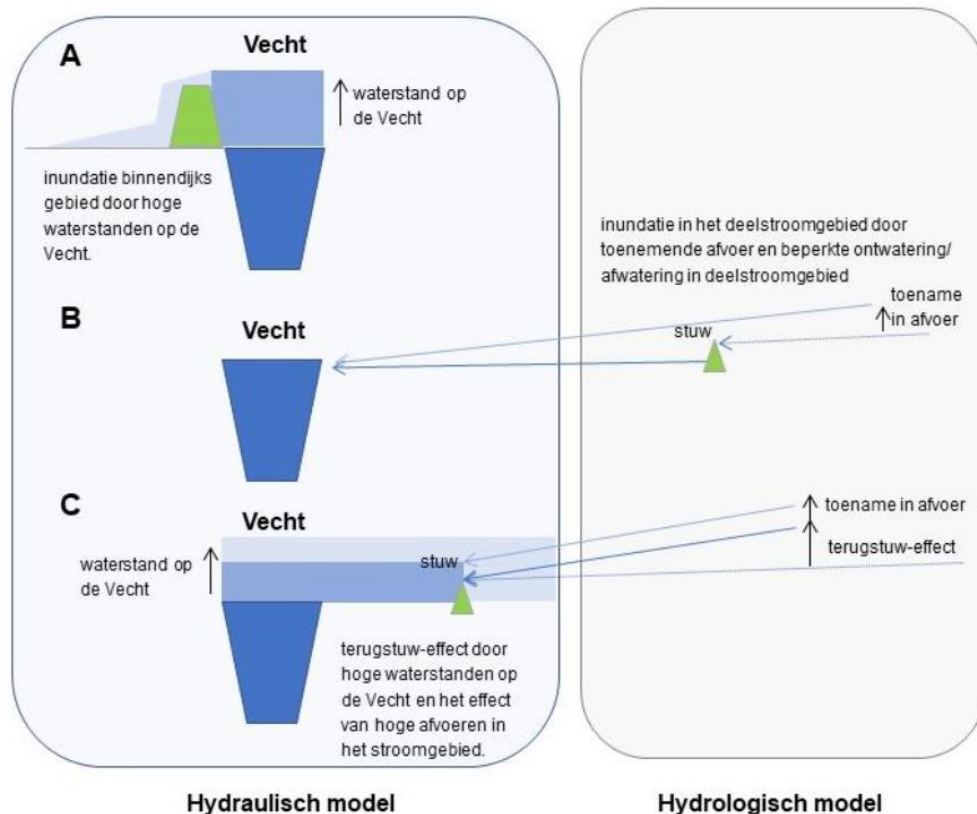 A
Vecht
waterstand op
de Vecht
inundatie binnendijks
gebied door hoge
waterstanden op de
Vecht.
inundatie in het deelstroomgebied door
toenemende afvoer en beperkte ontwatering/
afwatering in deelstroomgebied
B
Vecht
toename
in afvoer
stuw
C
Vecht
waterstand op
de Vecht
stuw
toename in afvoer
terugstuw-effect
terugstuw-effect door
hoge waterstanden op
de Vecht en het effect
van hoge afvoeren in
het stroomgebied.
Hydraulisch model
Hydrologisch model